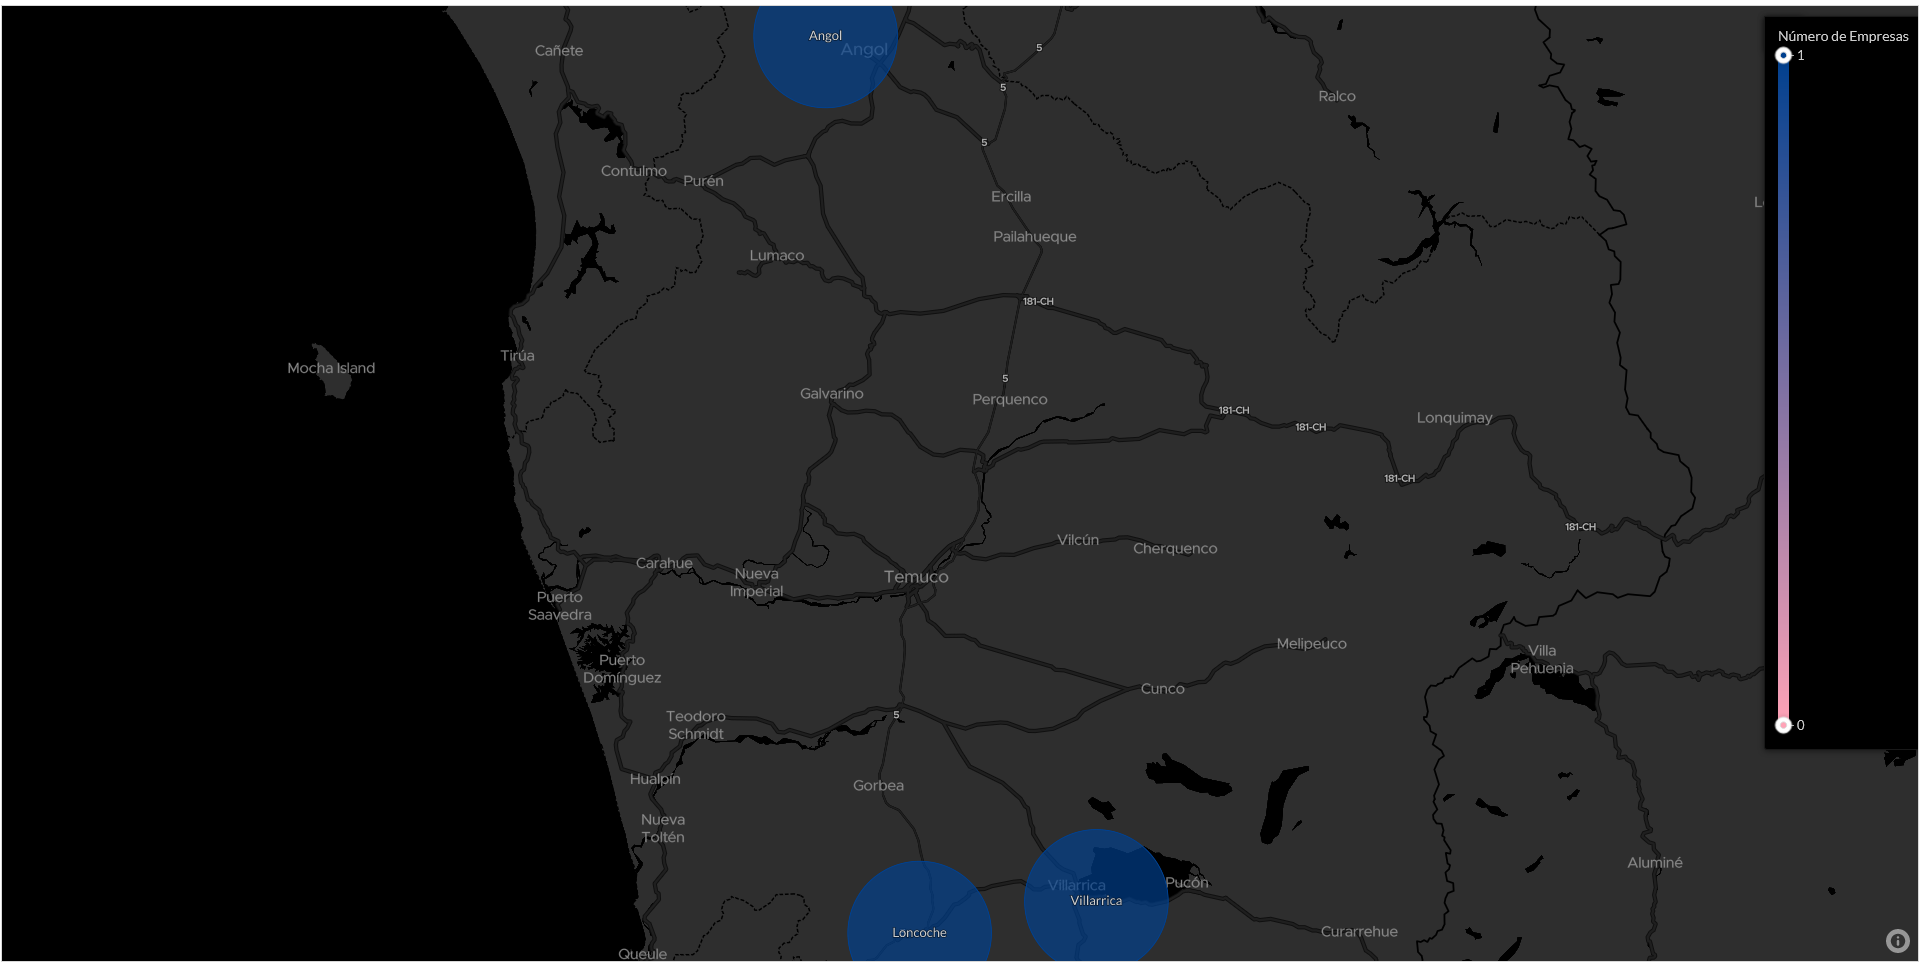 Número de Empresas
1
0
Angol
Angol
Cañete
5
5
Ralco
5
Contulmo
Purén
Ercilla
Pailahueque
Lumaco
181-CH
Tirúa
Mocha Island
5
Galvarino
Perquenco
181-CH
181-CH
Lonquimay
181-CH
181-CH
Vilcún
Cherquenco
Carahue
Nueva
Imperial
Temuco
Puerto
Saavedra
Melipeuco
Villa
Pehuenia
Puerto
Domínguez
Cunco
5
Teodoro
Schmidt
Hualpín
Gorbea
Nueva
Toltén
Aluminé
Villarrica
Pucón
Villarrica
Loncoche
Curarrehue
Queule